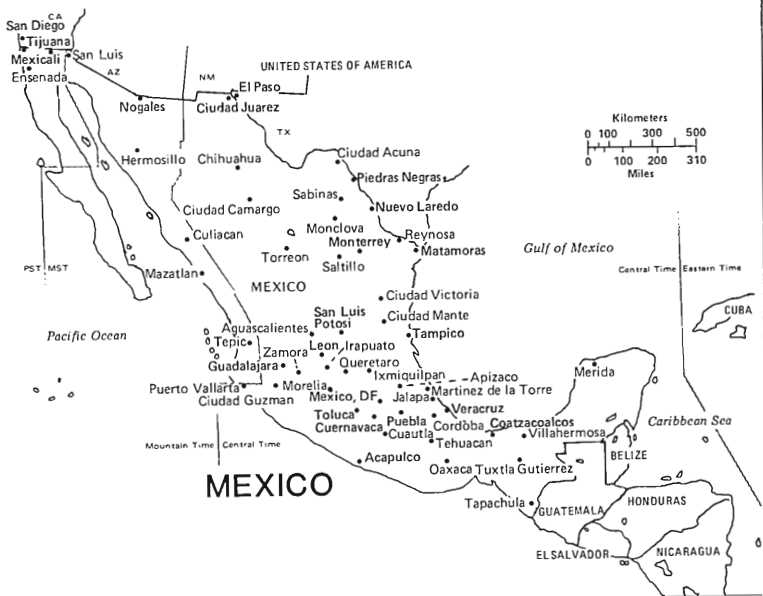 CA
San Diego
Tijuana
Mexicali
San Luis
Ensenada
AZ
NM
UNITED STATES OF AMERICA
El Paso
Nogales
Ciudad Juarez
TX
Kilometers
0 100 300 500
0 100 200 310
Miles
Hermosillo
Chihuahua
Ciudad Acuna
Piedras Negras
Sabinas
Nuevo Laredo
Ciudad Camargo
Culiacan
Monclova
Reynosa
Monterrey
Matamoras
Torreon
Saltillo
Gulf of Mexico
PST MST
Mazatlan
Central Time Eastern Time
MEXICO
Ciudad Victoria
CUBA
San Luis
Potosi
Ciudad Mante
Pacific Ocean
Aguascalientes
Tepic
Tampico
Leon
Irapuato
Zamora
Guadalajara
Queretaro
Ixmiquilpan
Apizaco
Merida
Puerto Vallarta
Morelia
Mexico, DF
Jalapa
Martinez de la Torre
Ciudad Guzman
Toluca
Puebla
Veracruz
Cordoba
Coatzacoalcos
Caribbean Sea
Cuernavaca
Cuautla
Tehuacan
Villahermosa
Mountain Time Central Time
Acapulco
Oaxaca
Tuxtla Gutierrez
BELIZE
MEXICO
Tapachula
GUATEMALA
HONDURAS
EL SALVADOR
NICARAGUA